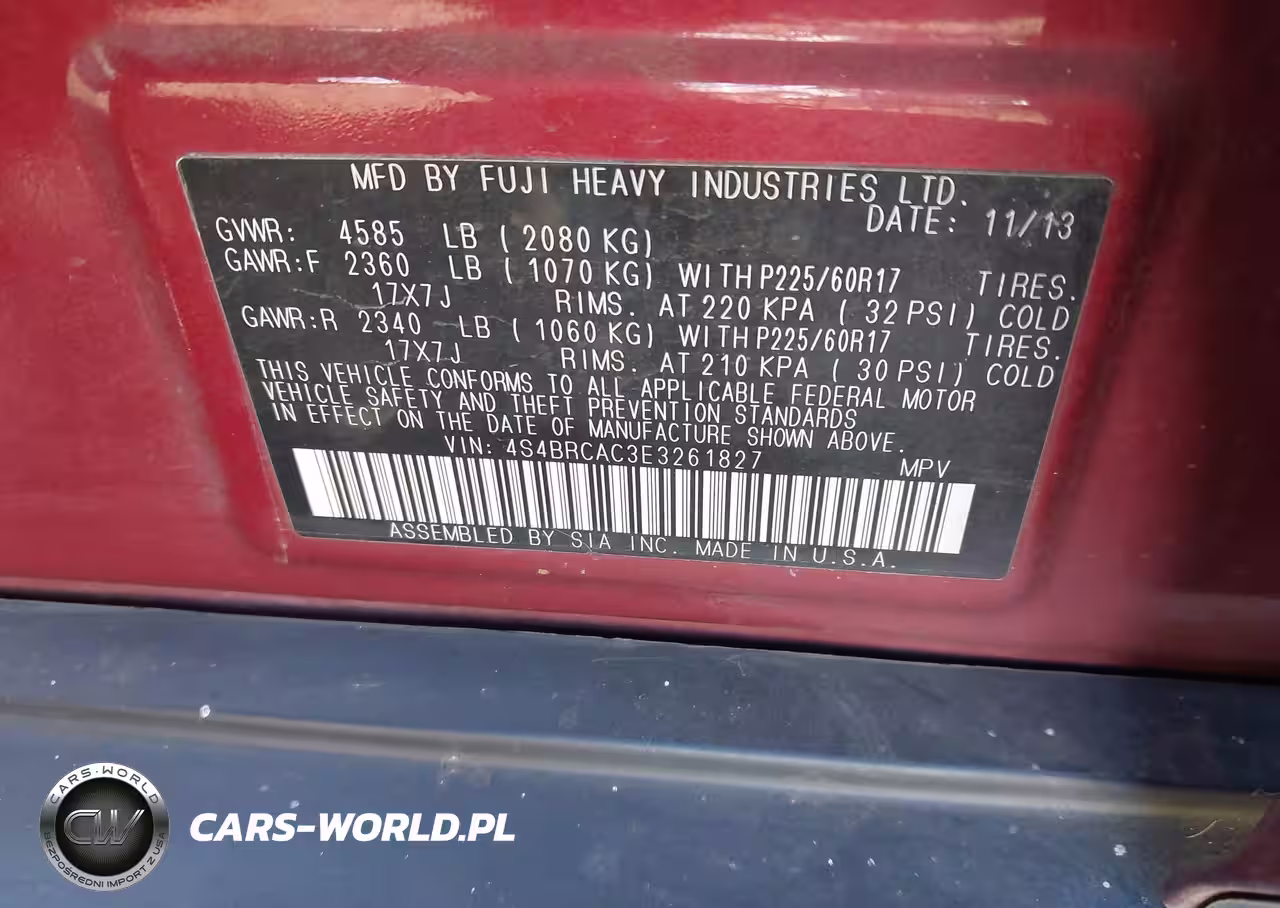 MFD BY FUJI HEAVY INDUSTRIES LTD.
DATE: 11/13
GVWR: 4585 LB (2080 KG)
GAWR:F 2360 LB (1070 KG) WITH P225/60R17 TIRES.
17X7J RIMS. AT 220 KPA (32 PSI) COLD
GAWR:R 2340 LB (1060 KG) WITH P225/60R17 TIRES.
17X7J RIMS. AT 210 KPA (30 PSI) COLD
THIS VEHICLE CONFORMS TO ALL APPLICABLE FEDERAL MOTOR
VEHICLE SAFETY AND THEFT PREVENTION STANDARDS
IN EFFECT ON THE DATE OF MANUFACTURE SHOWN ABOVE.
VIN: 4S4BRCAC3E3261827 MPV
ASSEMBLED BY SIA INC. MADE IN U.S.A.
CARS-WORLD
CW
BEZPOŚREDNI IMPORT Z USA
CARS-WORLD.PL